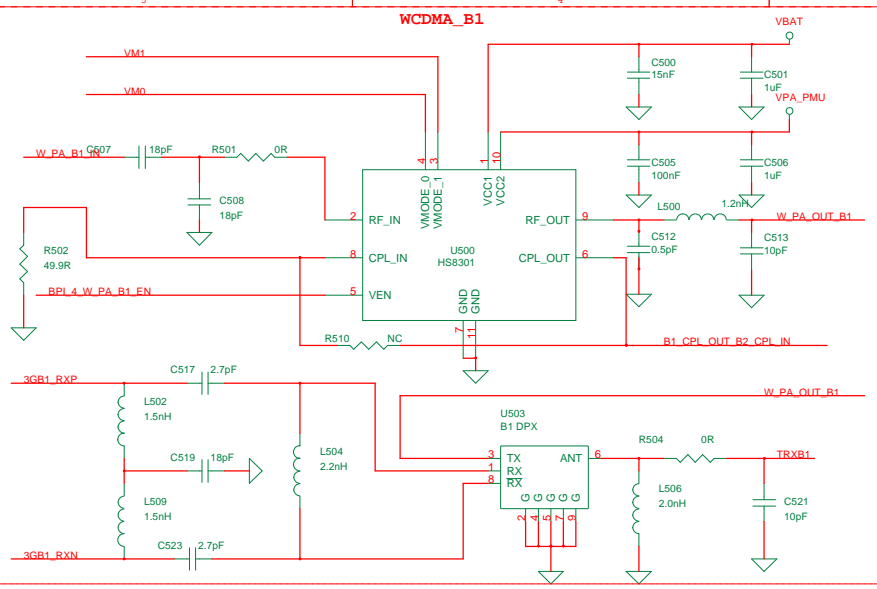 3
4
WCDMA_B1
VBAT
VM1
C500
15nF
C501
1uF
VM0
VPA_PMU
W_PA_B1_IN
C507
18pF
R501
0R
4
3
1
10
C505
100nF
C506
1uF
VMODE_0
VMODE_1
VCC1
VCC2
C508
18pF
L500
1.2nH
2
RF_IN
RF_OUT
9
W_PA_OUT_B1
R502
49.9R
U500
HS8301
C512
0.5pF
C513
10pF
8
CPL_IN
CPL_OUT
6
BPL_4_W_PA_B1_EN
5
VEN
GND
GND
7
11
R510
NC
B1_CPL_OUT_B2_CPL_IN
C517
2.7pF
3GB1_RXP
W_PA_OUT_B1
L502
1.5nH
U503
B1 DPX
R504
0R
L504
2.2nH
3
TX
ANT
6
TRXB1
C519
18pF
1
RX
8
RX
L509
1.5nH
L506
2.0nH
C521
10pF
G
G
G
G
G
2
4
5
7
9
C523
2.7pF
3GB1_RXN